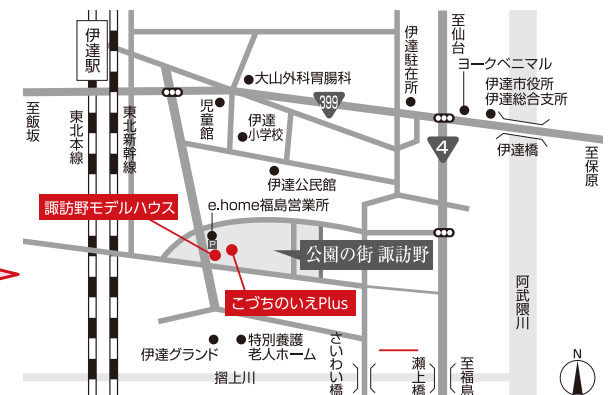 至仙台
伊達駅
伊達駐在所
ヨークベニマル
大山外科胃腸科
伊達市役所
伊達総合支所
399
児童館
至飯坂
東北本線
東北新幹線
伊達
小学校
4
伊達橋
至保原
伊達公民館
e.home福島営業所
諏訪野モデルハウス
P
公園の街 諏訪野
こづちのいえPlus
阿武隈川
伊達グランド
特別養護
老人ホーム
さいわい橋
瀬上橋
至福島
摺上川
N